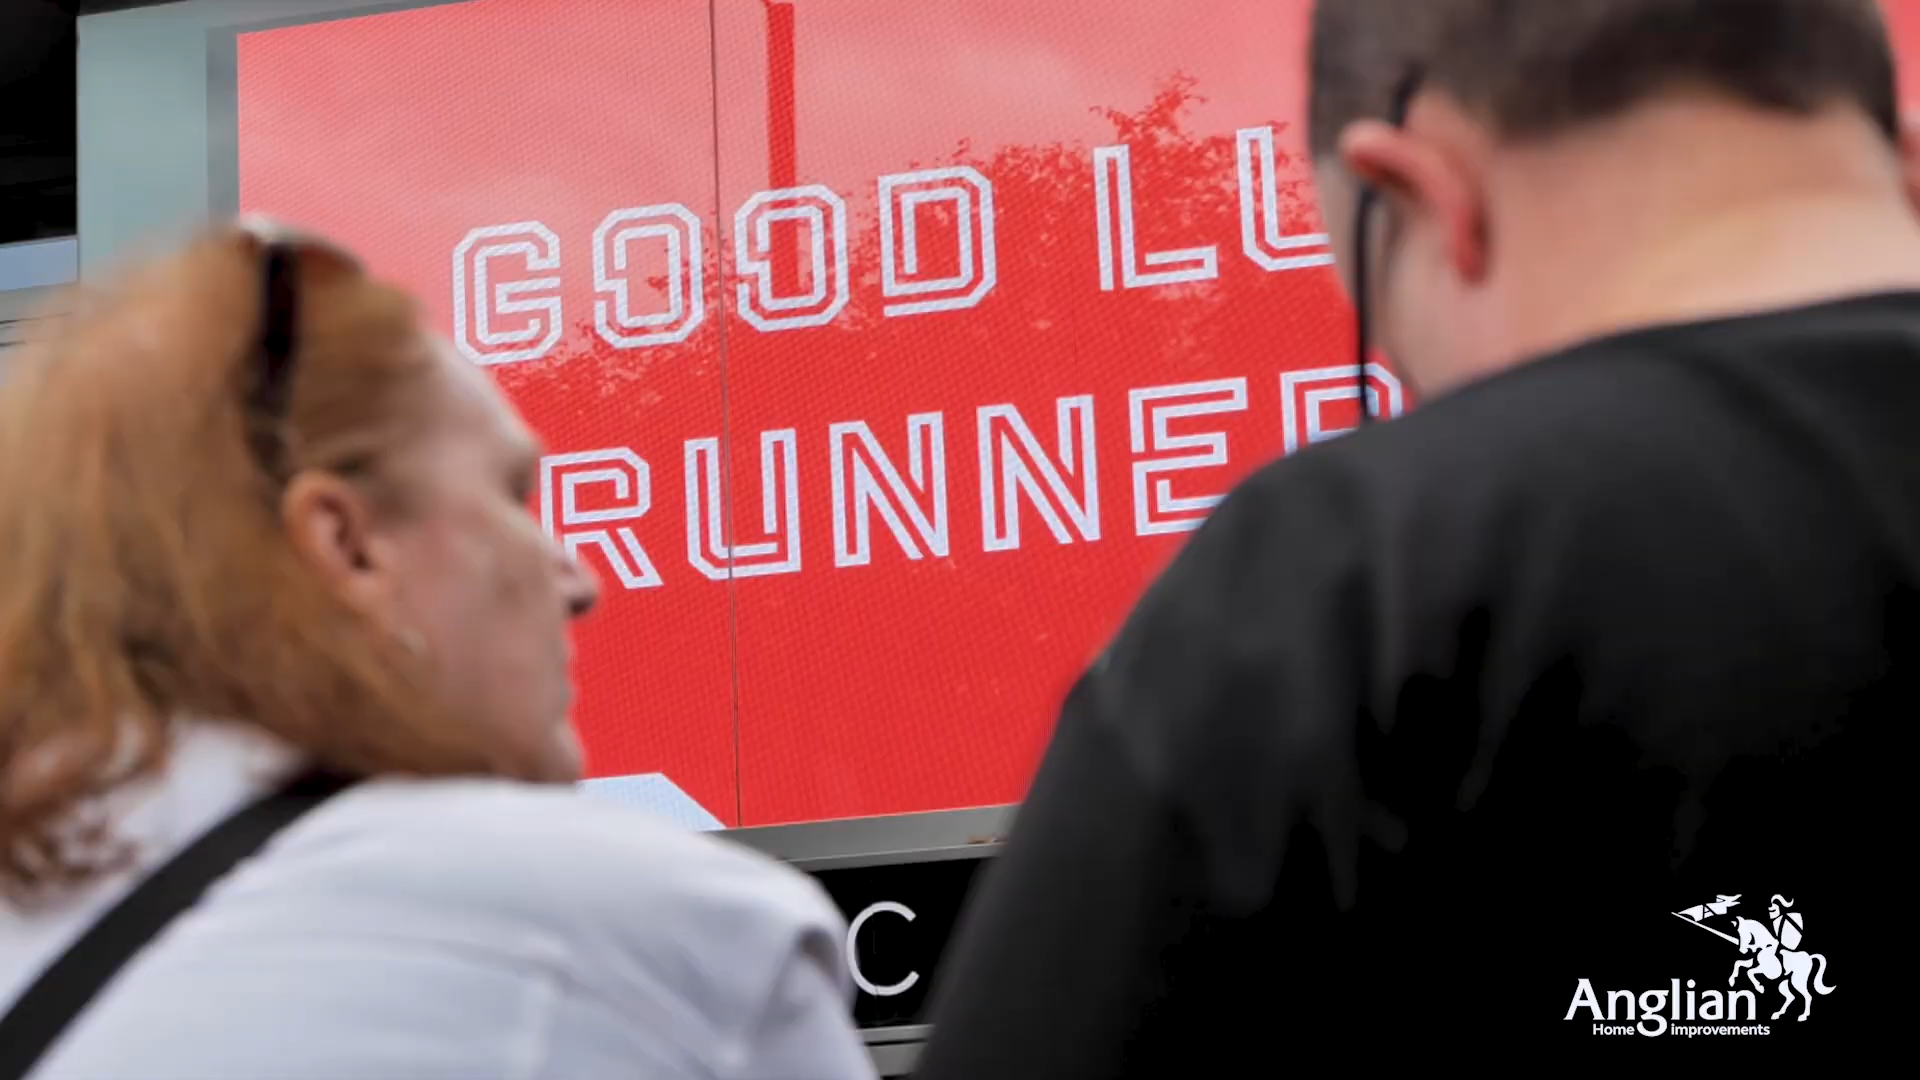 GOOD LU
RUNNER
C
Anglian
Home improvements